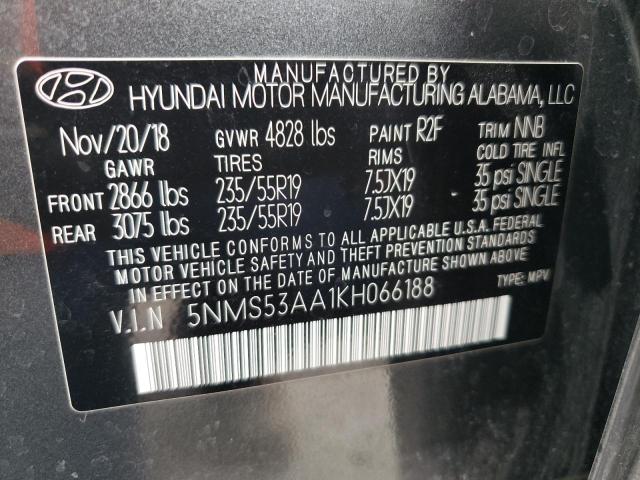 MANUFACTURED BY
HYUNDAI MOTOR MANUFACTURING ALABAMA, LLC
Nov/20/18 GVWR 4828 lbs PAINT R2F TRIM NNB
GAWR TIRES RIMS COLD TIRE INFL
FRONT 2866 lbs 235/55R19 7.5JX19 35 psi SINGLE
REAR 3075 lbs 235/55R19 7.5JX19 35 psi SINGLE
THIS VEHICLE CONFORMS TO ALL APPLICABLE U.S.A. FEDERAL
MOTOR VEHICLE SAFETY AND THEFT PREVENTION STANDARDS
IN EFFECT ON THE DATE OF MANUFACTURE SHOWN ABOVE
TYPE: MPV
V.I.N 5NMS53AA1KH066188